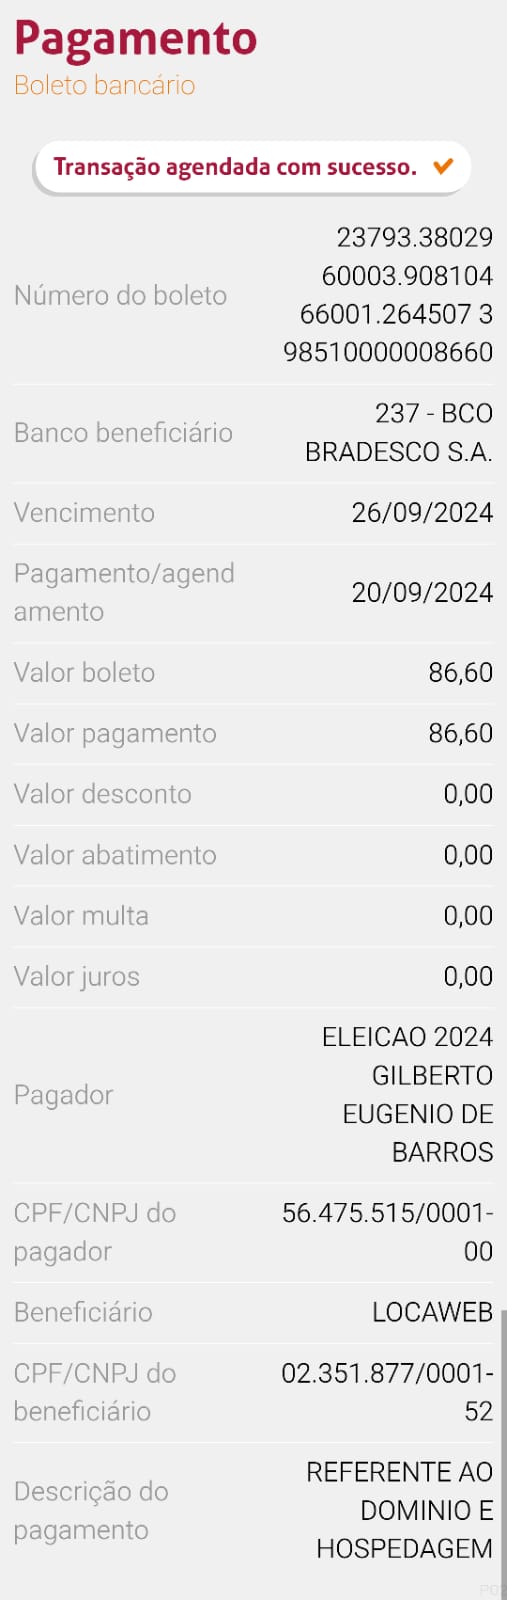 Pagamento
Boleto bancário
Transação agendada com sucesso.
Número do boleto
23793.38029
60003.908104
66001.264507 3
98510000008660
Banco beneficiário
237 - BCO
BRADESCO S.A.
Vencimento
26/09/2024
Pagamento/agend
amento
20/09/2024
Valor boleto
86,60
Valor pagamento
86,60
Valor desconto
0,00
Valor abatimento
0,00
Valor multa
0,00
Valor juros
0,00
Pagador
ELEICAO 2024
GILBERTO
EUGENIO DE
BARROS
CPF/CNPJ do
pagador
56.475.515/0001-
00
Beneficiário
LOCAWEB
CPF/CNPJ do
beneficiário
02.351.877/0001-
52
Descrição do
pagamento
REFERENTE AO
DOMINIO E
HOSPEDAGEM